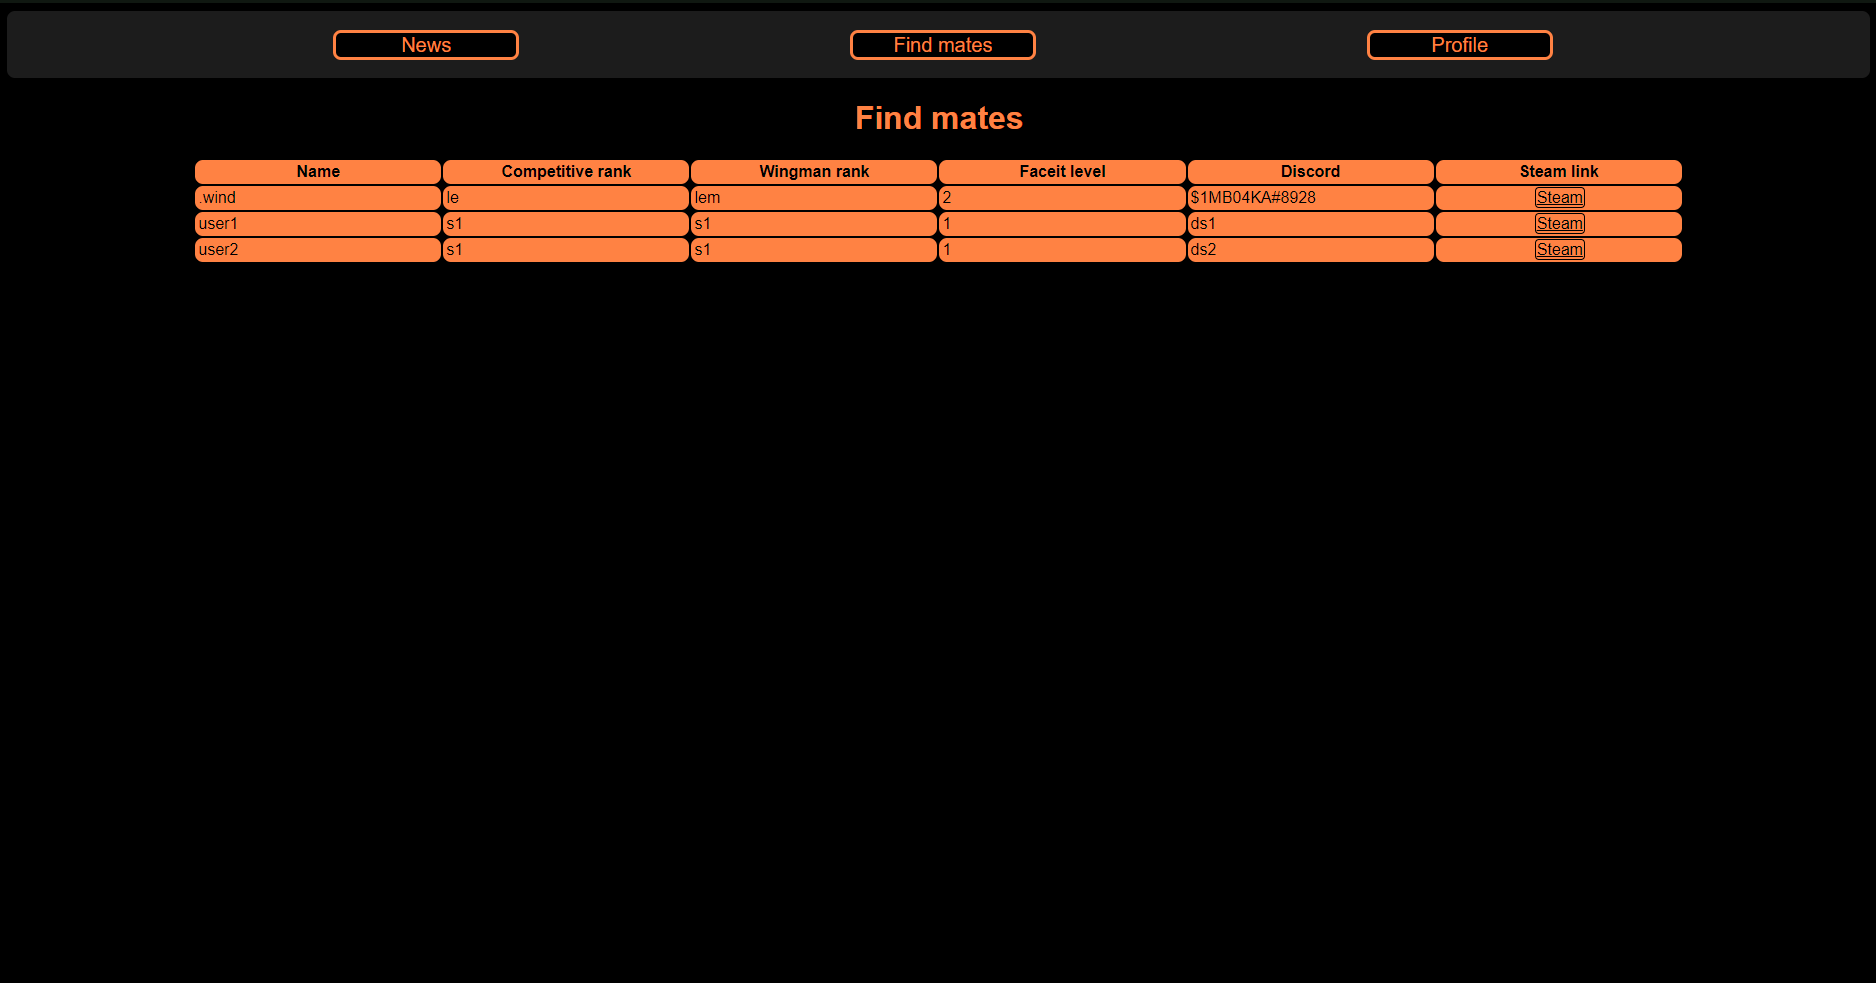 News Find mates Profile
Find mates
Name Competitive rank Wingman rank Faceit level Discord Steam link
.wind le lem 2 $1MB04KA#8928 Steam
user1 s1 s1 1 ds1 Steam
user2 s1 s1 1 ds2 Steam